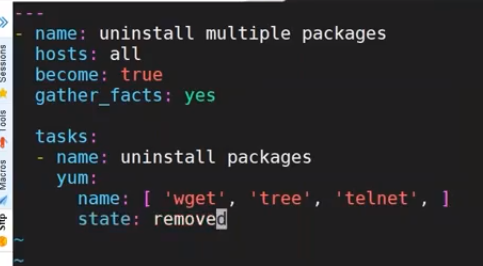 ---
- name: uninstall multiple packages
  hosts: all
  become: true
  gather_facts: yes

  tasks:
  - name: uninstall packages
    yum:
      name: [ 'wget', 'tree', 'telnet', ]
      state: removed
~
~
Sessions
Tools
Macros
Sftp